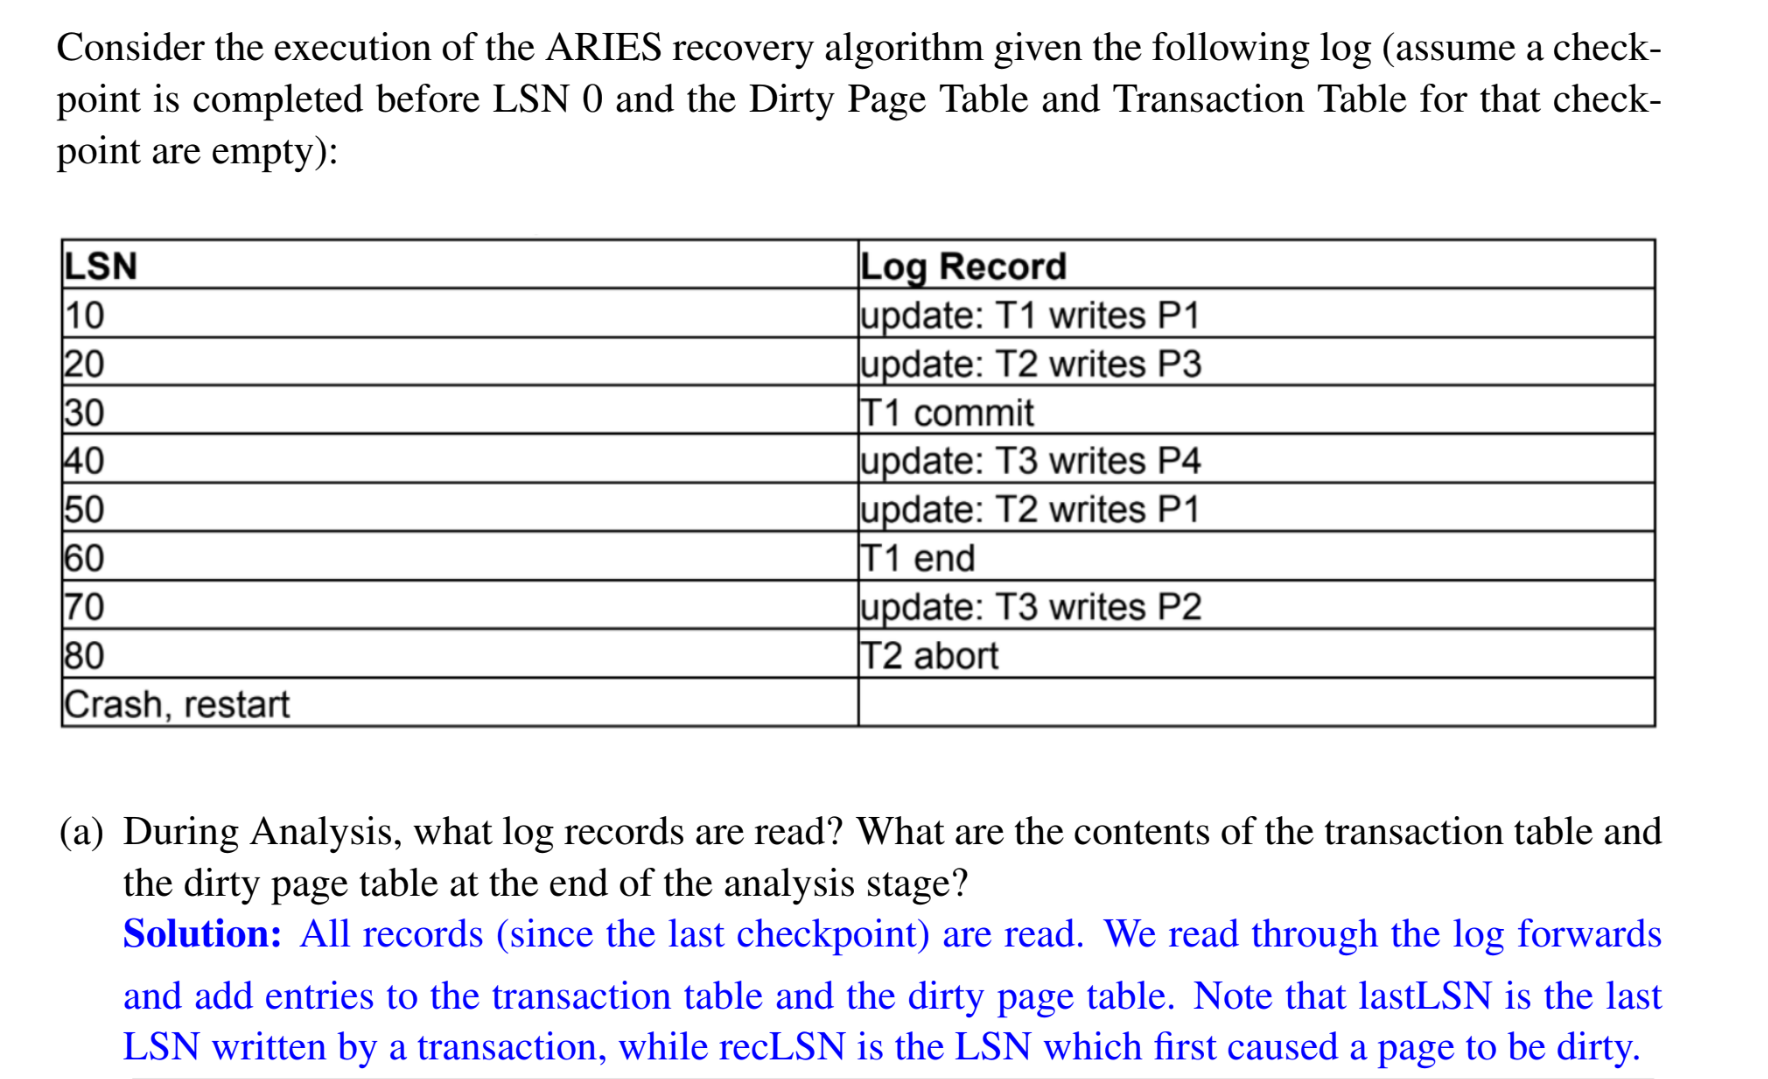 Consider the execution of the ARIES recovery algorithm given the following log (assume a check-
point is completed before LSN 0 and the Dirty Page Table and Transaction Table for that check-
point are empty):
LSN Log Record
10 update: T1 writes P1
20 update: T2 writes P3
30 T1 commit
40 update: T3 writes P4
50 update: T2 writes P1
60 T1 end
70 update: T3 writes P2
80 T2 abort
Crash, restart
(a) During Analysis, what log records are read? What are the contents of the transaction table and
the dirty page table at the end of the analysis stage?
Solution: All records (since the last checkpoint) are read. We read through the log forwards
and add entries to the transaction table and the dirty page table. Note that lastLSN is the last
LSN written by a transaction, while recLSN is the LSN which first caused a page to be dirty.